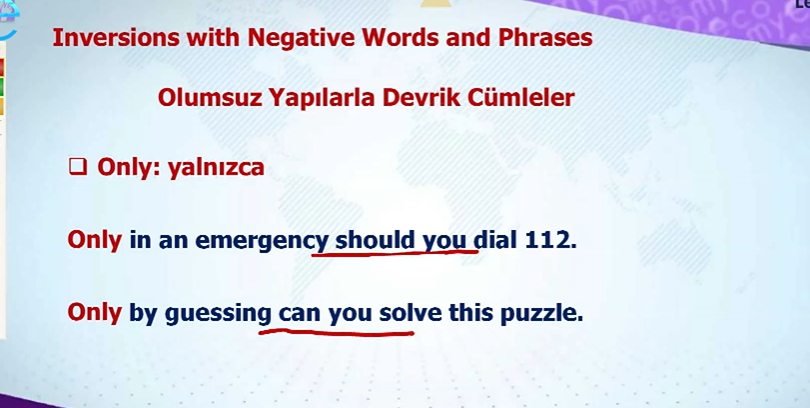 Inversions with Negative Words and Phrases
Olumsuz Yapılarla Devrik Cümleler
❑ Only: yalnızca
Only in an emergency should you dial 112.
Only by guessing can you solve this puzzle.